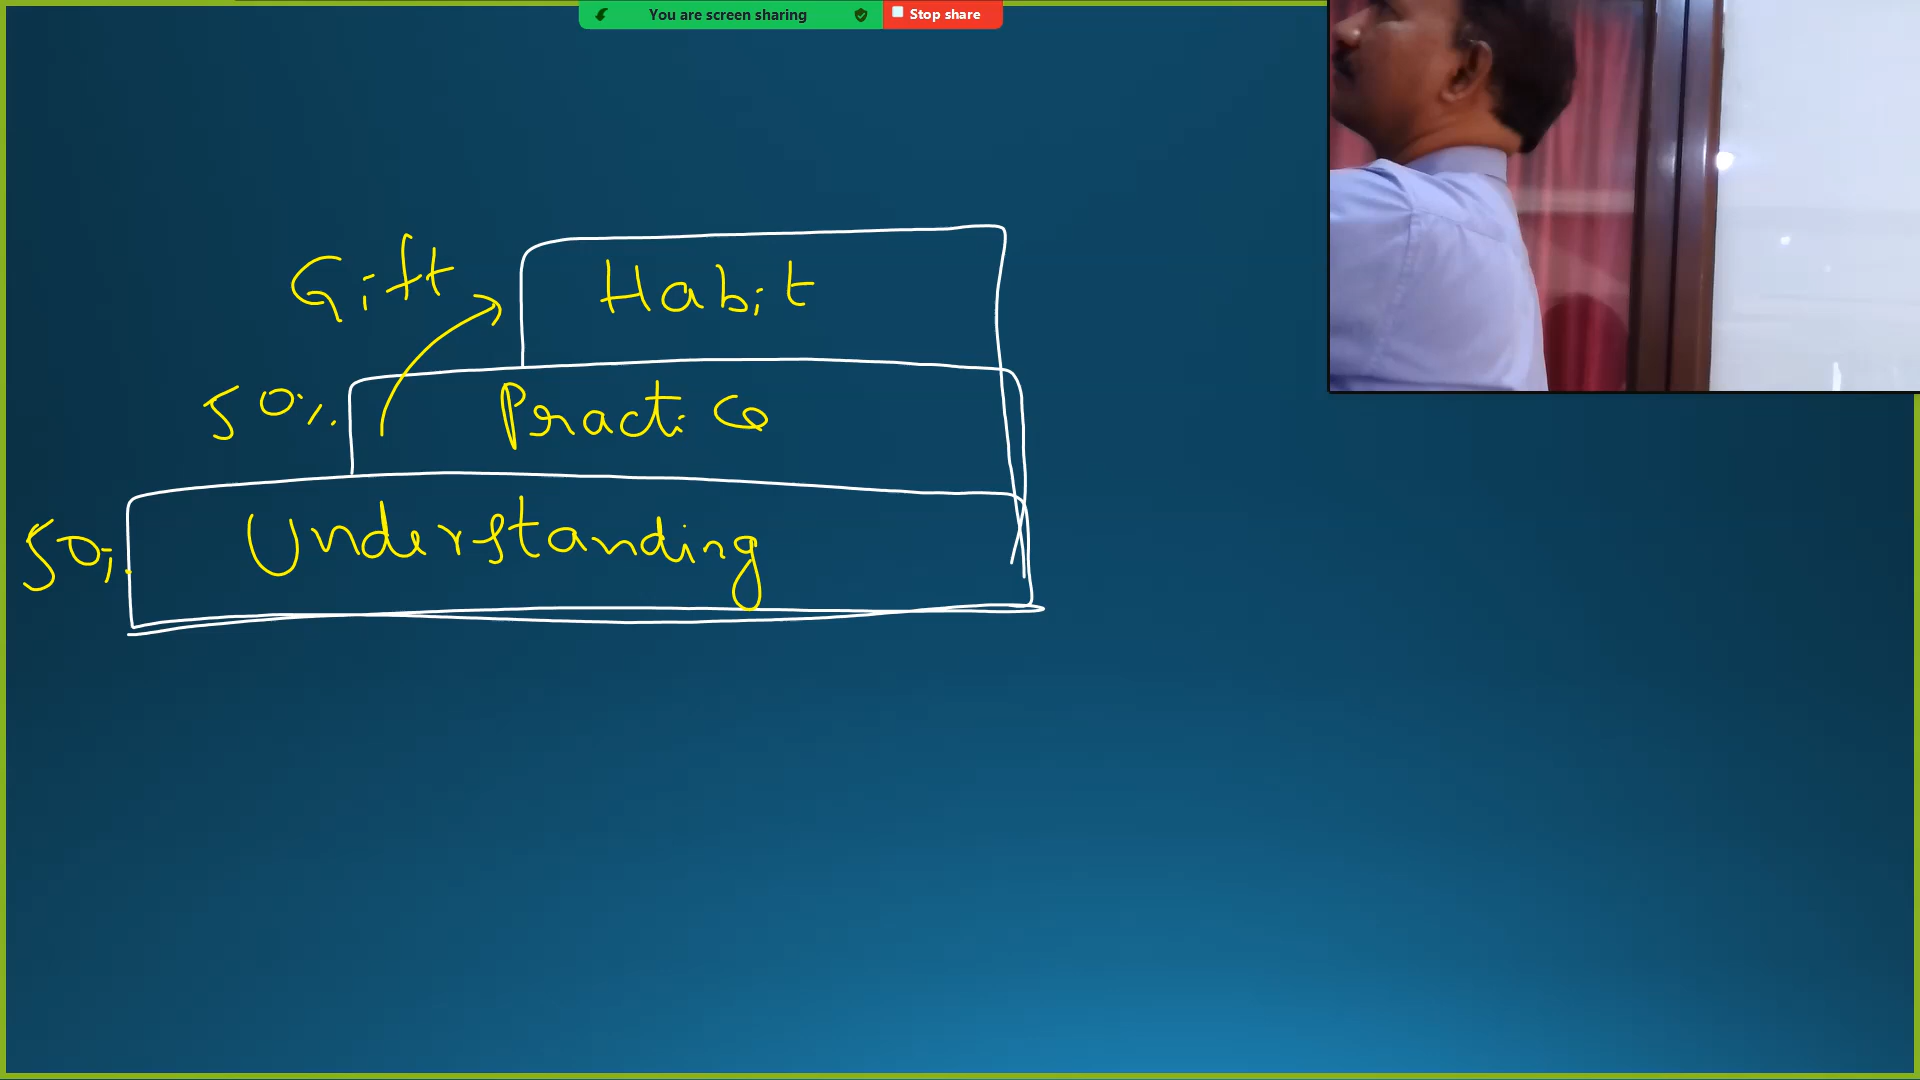 You are screen sharing Stop share
Gift Habit
50% Practice
50% Understanding